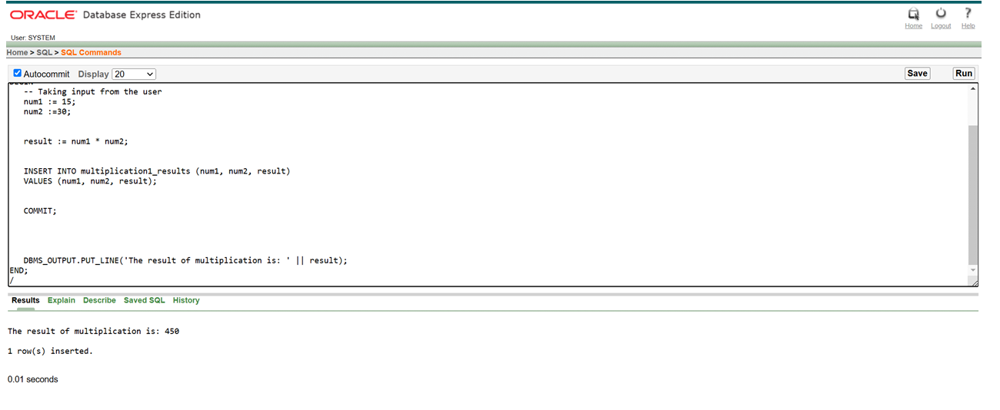 ORACLE® Database Express Edition
Home Logout Help
User: SYSTEM
Home > SQL > SQL Commands
Autocommit Display 20 Save Run
BEGIN
-- Taking input from the user
num1 := 15;
num2 :=30;
result := num1 * num2;
INSERT INTO multiplication1_results (num1, num2, result)
VALUES (num1, num2, result);
COMMIT;
DBMS_OUTPUT.PUT_LINE('The result of multiplication is: ' || result);
END;
/
Results Explain Describe Saved SQL History
The result of multiplication is: 450
1 row(s) inserted.
0.01 seconds